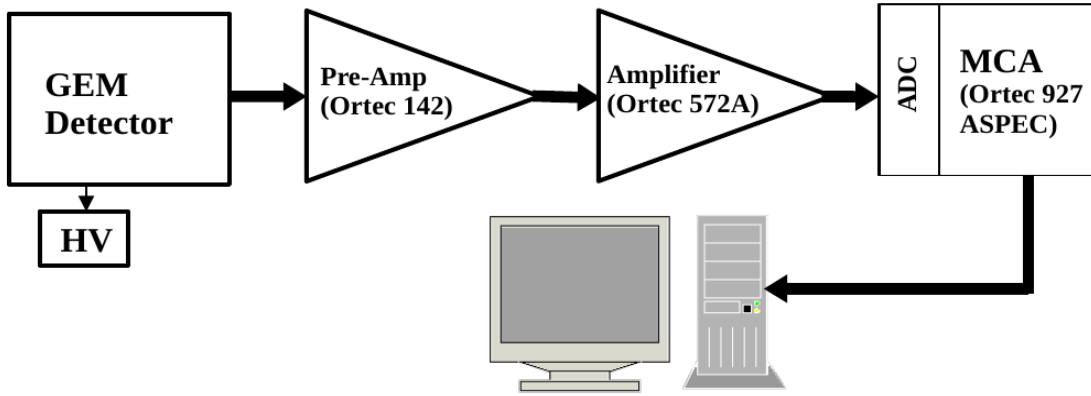 GEM
Detector
HV
Pre-Amp
(Ortec 142)
Amplifier
(Ortec 572A)
ADC
MCA
(Ortec 927
ASPEC)